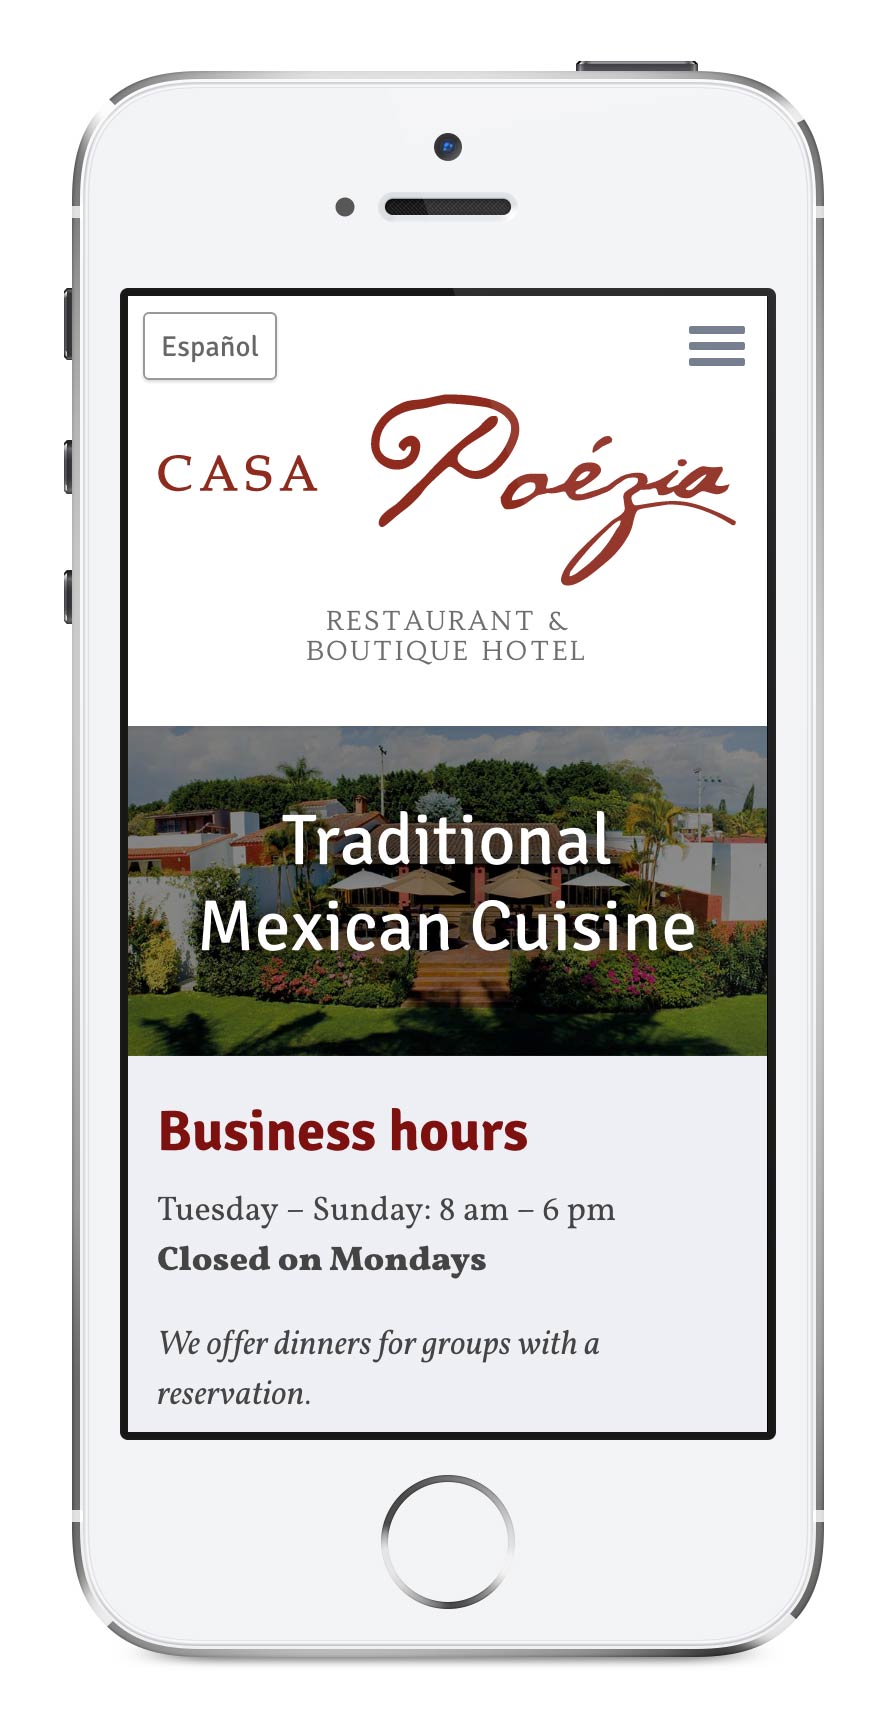 Español
CASA Poézia
RESTAURANT &
BOUTIQUE HOTEL
Traditional
Mexican Cuisine
Business hours
Tuesday – Sunday: 8 am – 6 pm
Closed on Mondays
We offer dinners for groups with a
reservation.